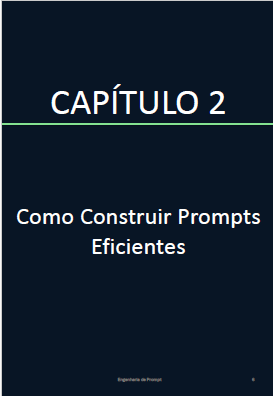 CAPÍTULO 2
Como Construir Prompts
Eficientes
Engenharia de Prompt
6